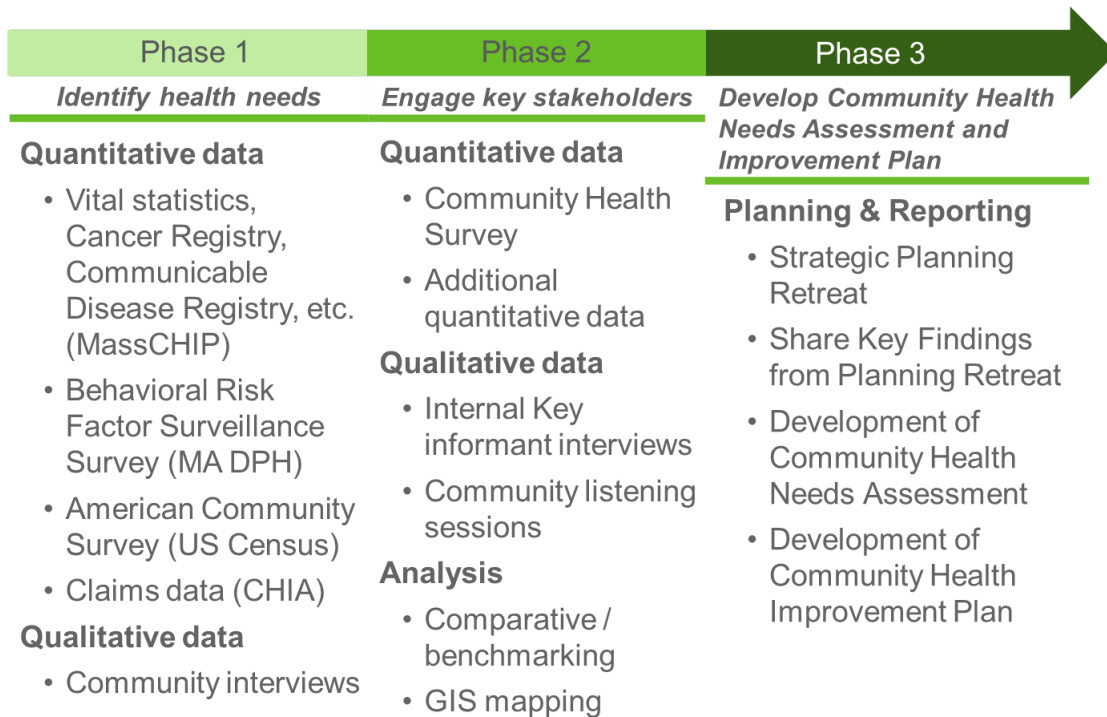 Phase 1
Identify health needs
Quantitative data
• Vital statistics,
Cancer Registry,
Communicable
Disease Registry, etc.
(MassCHIP)
• Behavioral Risk
Factor Surveillance
Survey (MA DPH)
• American Community
Survey (US Census)
• Claims data (CHIA)
Qualitative data
• Community interviews
Phase 2
Engage key stakeholders
Quantitative data
• Community Health
Survey
• Additional
quantitative data
Qualitative data
• Internal Key
informant interviews
• Community listening
sessions
Analysis
• Comparative /
benchmarking
• GIS mapping
Phase 3
Develop Community Health
Needs Assessment and
Improvement Plan
Planning & Reporting
• Strategic Planning
Retreat
• Share Key Findings
from Planning Retreat
• Development of
Community Health
Needs Assessment
• Development of
Community Health
Improvement Plan